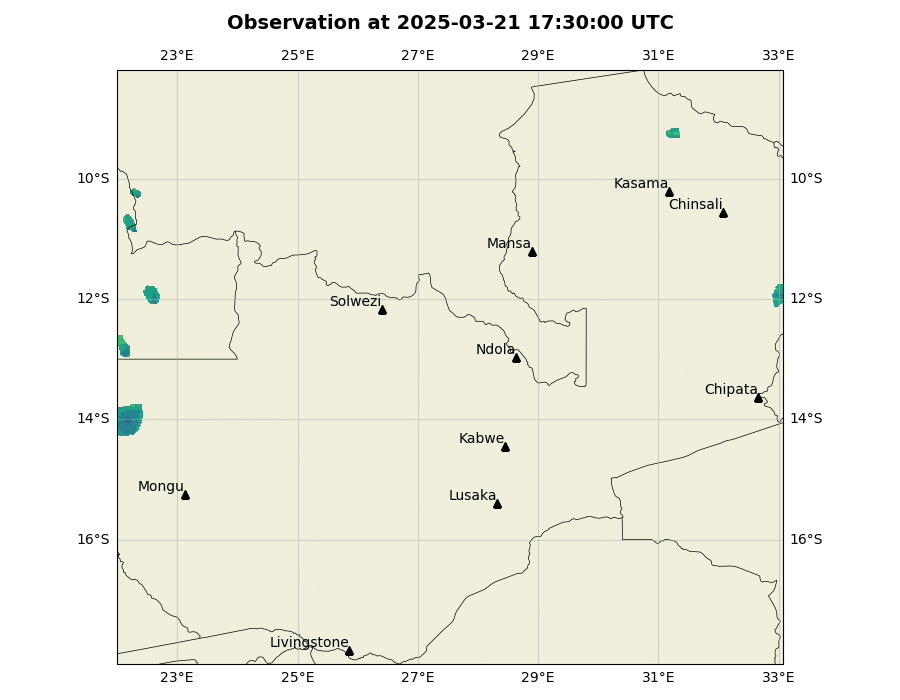 Observation at 2025-03-21 17:30:00 UTC
23°E 25°E 27°E 29°E 31°E 33°E
10°S 10°S
Kasama
Chinsali
Mansa
12°S 12°S
Solwezi
Ndola
Chipata
14°S 14°S
Kabwe
Mongu
Lusaka
16°S 16°S
Livingstone
23°E 25°E 27°E 29°E 31°E 33°E